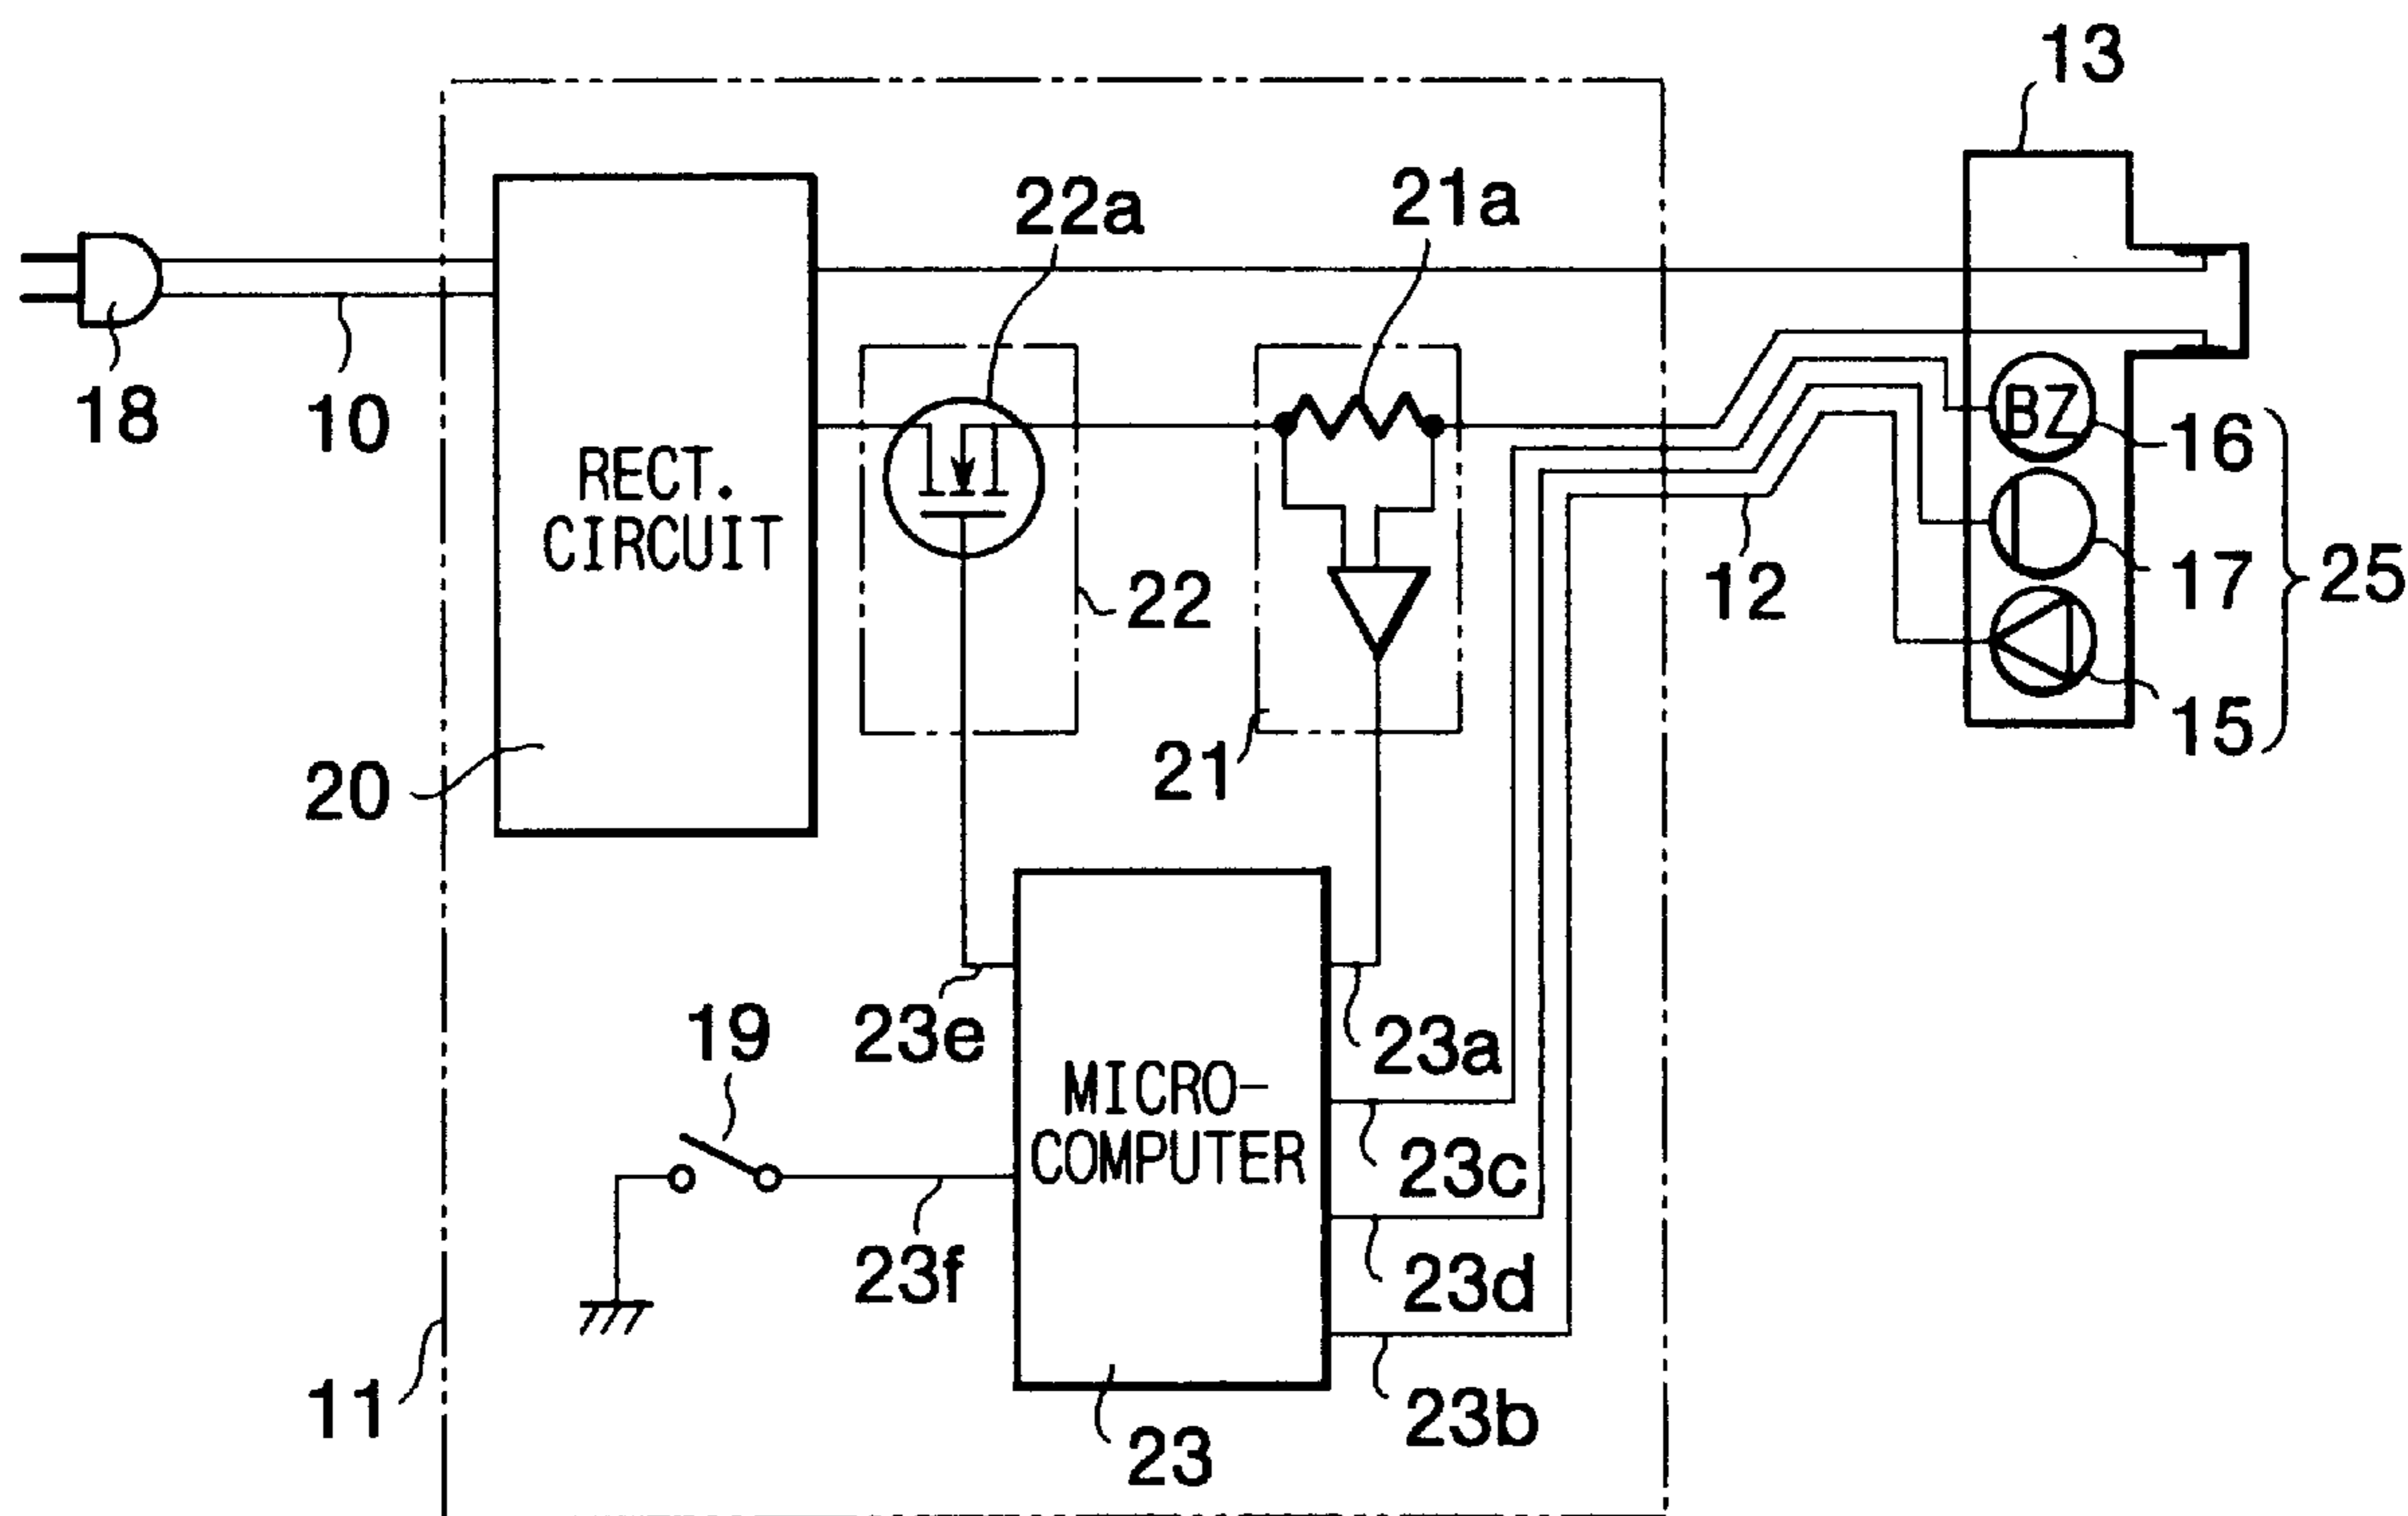 13
22a
21a
18
10
RECT.
CIRCUIT
BZ
16
17
25
15
12
22
21
20
23e
23a
19
MICRO-
COMPUTER
23c
23f
23d
11
23b
23